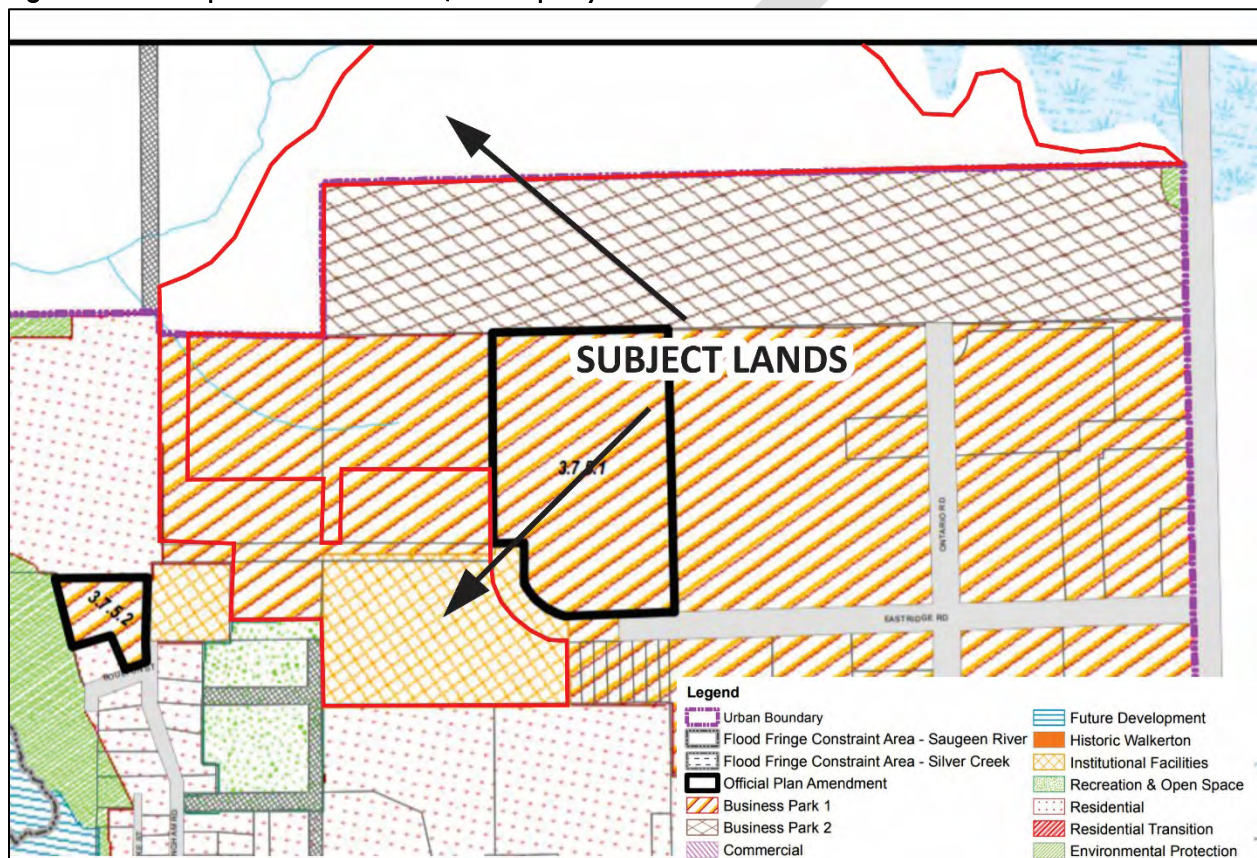 SUBJECT LANDS
3.7.5.1
ONTARIO RD
3.7.5.2
EASTRIDGE RD
Legend
Urban Boundary
Flood Fringe Constraint Area - Saugeen River
Flood Fringe Constraint Area - Silver Creek
Official Plan Amendment
Business Park 1
Business Park 2
Commercial
Future Development
Historic Walkerton
Institutional Facilities
Recreation & Open Space
Residential
Residential Transition
Environmental Protection